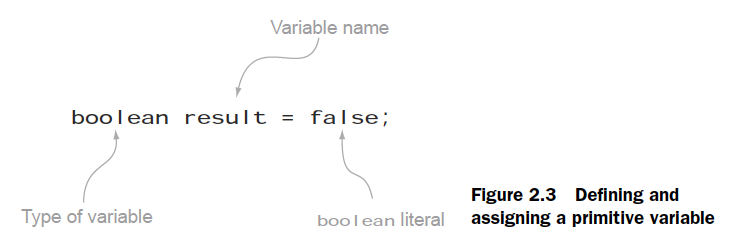 Variable name
boolean result = false;
Type of variable
boolean literal
Figure 2.3 Defining and
assigning a primitive variable